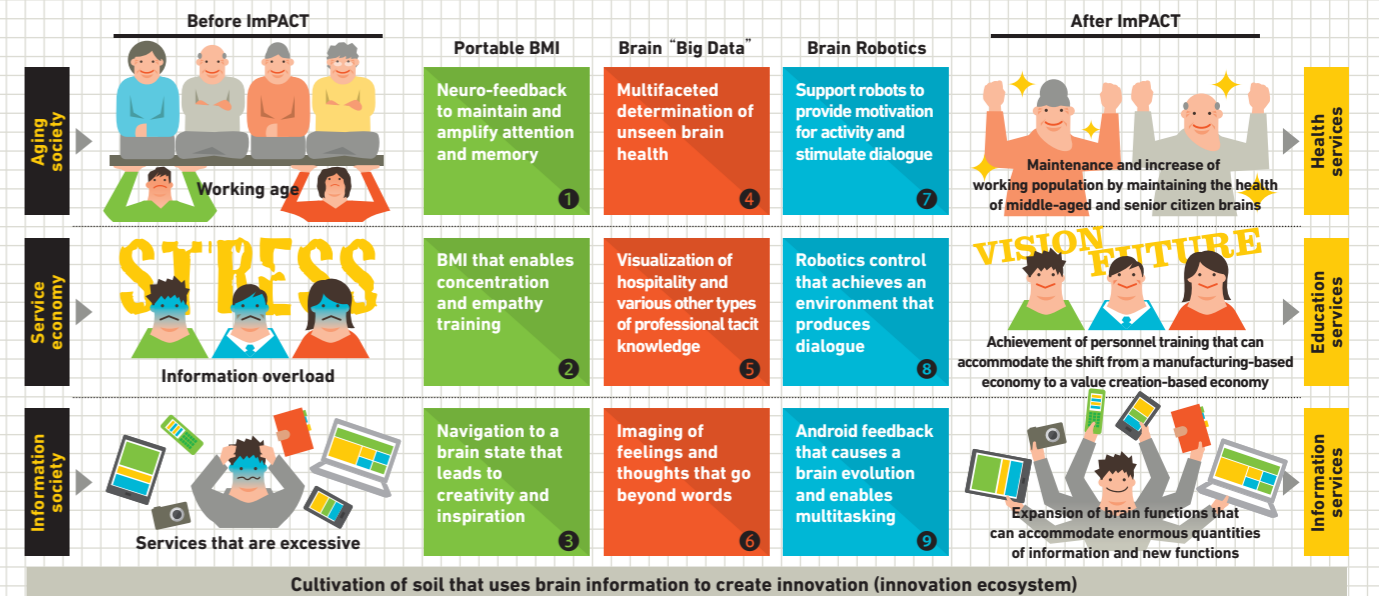 Before ImPACT
Portable BMI
Brain “Big Data”
Brain Robotics
After ImPACT
Aging
society
Working age
Neuro-feedback
to maintain and
amplify attention
and memory
1
Multifaceted
determination of
unseen brain
health
4
Support robots to
provide motivation
for activity and
stimulate dialogue
7
Maintenance and increase of
working population by maintaining the health
of middle-aged and senior citizen brains
Health
services
Service
economy
STRESS
Information overload
BMI that enables
concentration
and empathy
training
2
Visualization of
hospitality and
various other types
of professional tacit
knowledge
5
Robotics control
that achieves an
environment that
produces
dialogue
8
VISION
FUTURE
Achievement of personnel training that can
accommodate the shift from a manufacturing-based
economy to a value creation-based economy
Education
services
Information
society
Services that are excessive
Navigation to a
brain state that
leads to
creativity and
inspiration
3
Imaging of
feelings and
thoughts that go
beyond words
6
Android feedback
that causes a
brain evolution
and enables
multitasking
9
Expansion of brain functions that
can accommodate enormous quantities
of information and new functions
Information
services
Cultivation of soil that uses brain information to create innovation (innovation ecosystem)